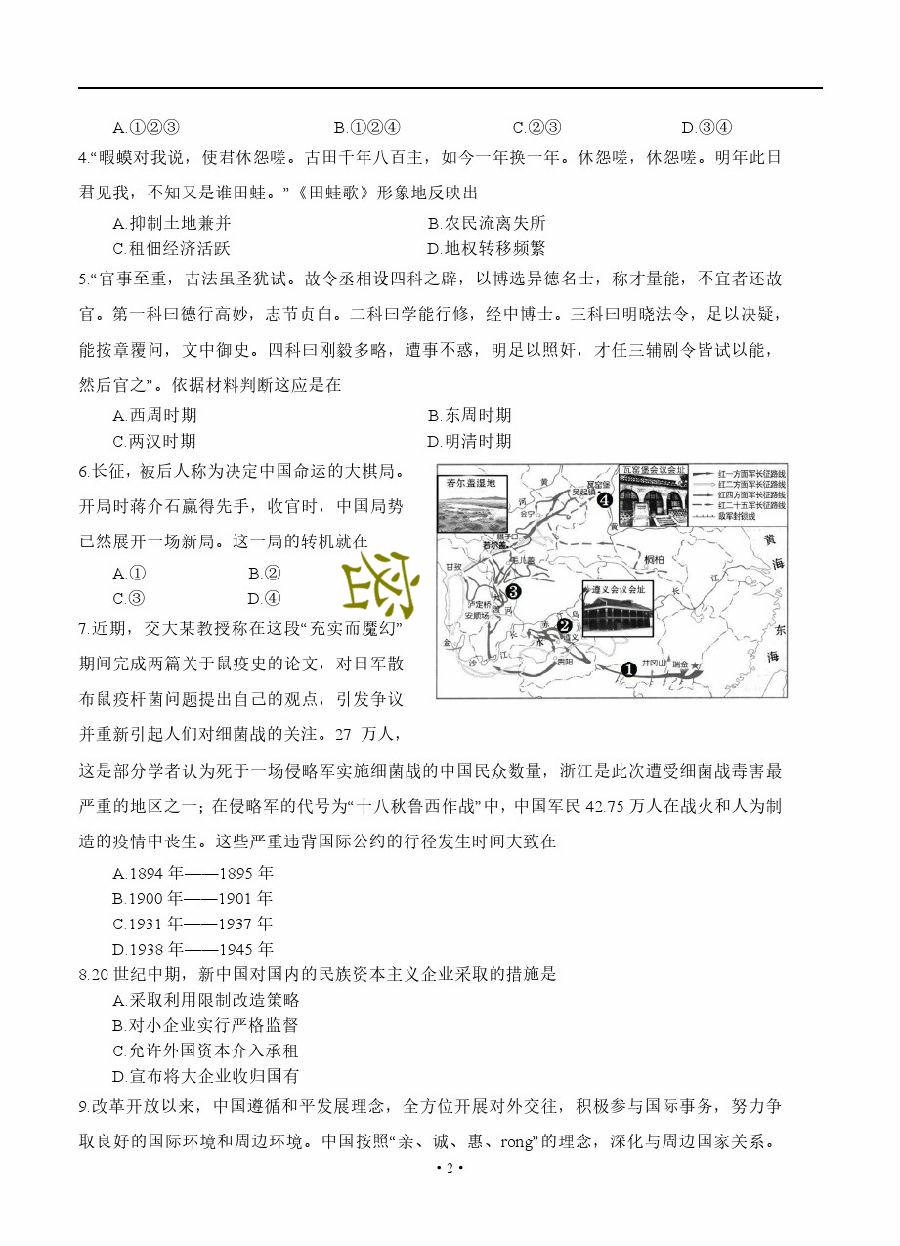 A.①②③ B.①②④ C.②③ D.③④
4.“暇蟆对我说，使君休怨嗟。古田千年八百主，如今一年换一年。休怨嗟，休怨嗟。明年此日
君见我，不知又是谁田蛙。”《田蛙歌》形象地反映出
A.抑制土地兼并 B.农民流离失所
C.租佃经济活跃 D.地权转移频繁
5.“官事至重，古法虽圣犹试。故令丞相设四科之辟，以博选异德名士，称才量能，不宜者还故
官。第一科曰德行高妙，志节贞白。二科曰学能行修，经中博士。三科曰明晓法令，足以决疑，
能按章覆问，文中御史。四科曰刚毅多略，遭事不惑，明足以照奸，才任三辅剧令皆试以能，
然后官之”。依据材料判断这应是在
A.西周时期 B.东周时期
C.两汉时期 D.明清时期
6.长征，被后人称为决定中国命运的大棋局。
开局时蒋介石赢得先手，收官时，中国局势
已然展开一场新局。这一局的转机就在
A.① B.②
C.③ D.④
若尔盖湿地
瓦窑堡会议会址
红一方面军长征路线
红二方面军长征路线
红四方面军长征路线
红二十五军长征路线
敌军封锁线
黄
河
瓦窑堡
吴起镇
会宁
④
黄
腊子口
若尔盖
毛儿盖
甘孜
桐柏
黄
海
③
泸定桥
安顺场
大渡河
遵义会议会址
长
江
赤
水
乌
②
遵义
东
海
金
沙
江
长
贵阳
①
井冈山
瑞金
密
7.近期，交大某教授称在这段“充实而魔幻”
期间完成两篇关于鼠疫史的论文，对日军散
布鼠疫杆菌问题提出自己的观点，引发争议
并重新引起人们对细菌战的关注。27 万人，
这是部分学者认为死于一场侵略军实施细菌战的中国民众数量，浙江是此次遭受细菌战毒害最
严重的地区之一；在侵略军的代号为“十八秋鲁西作战”中，中国军民 42.75 万人在战火和人为制
造的疫情中丧生。这些严重违背国际公约的行径发生时间大致在
A.1894 年——1895 年
B.1900 年——1901 年
C.1931 年——1937 年
D.1938 年——1945 年
8.20 世纪中期，新中国对国内的民族资本主义企业采取的措施是
A.采取利用限制改造策略
B.对小企业实行严格监督
C.允许外国资本介入承租
D.宣布将大企业收归国有
9.改革开放以来，中国遵循和平发展理念，全方位开展对外交往，积极参与国际事务，努力争
取良好的国际环境和周边环境。中国按照“亲、诚、惠、rong”的理念，深化与周边国家关系。
·2·